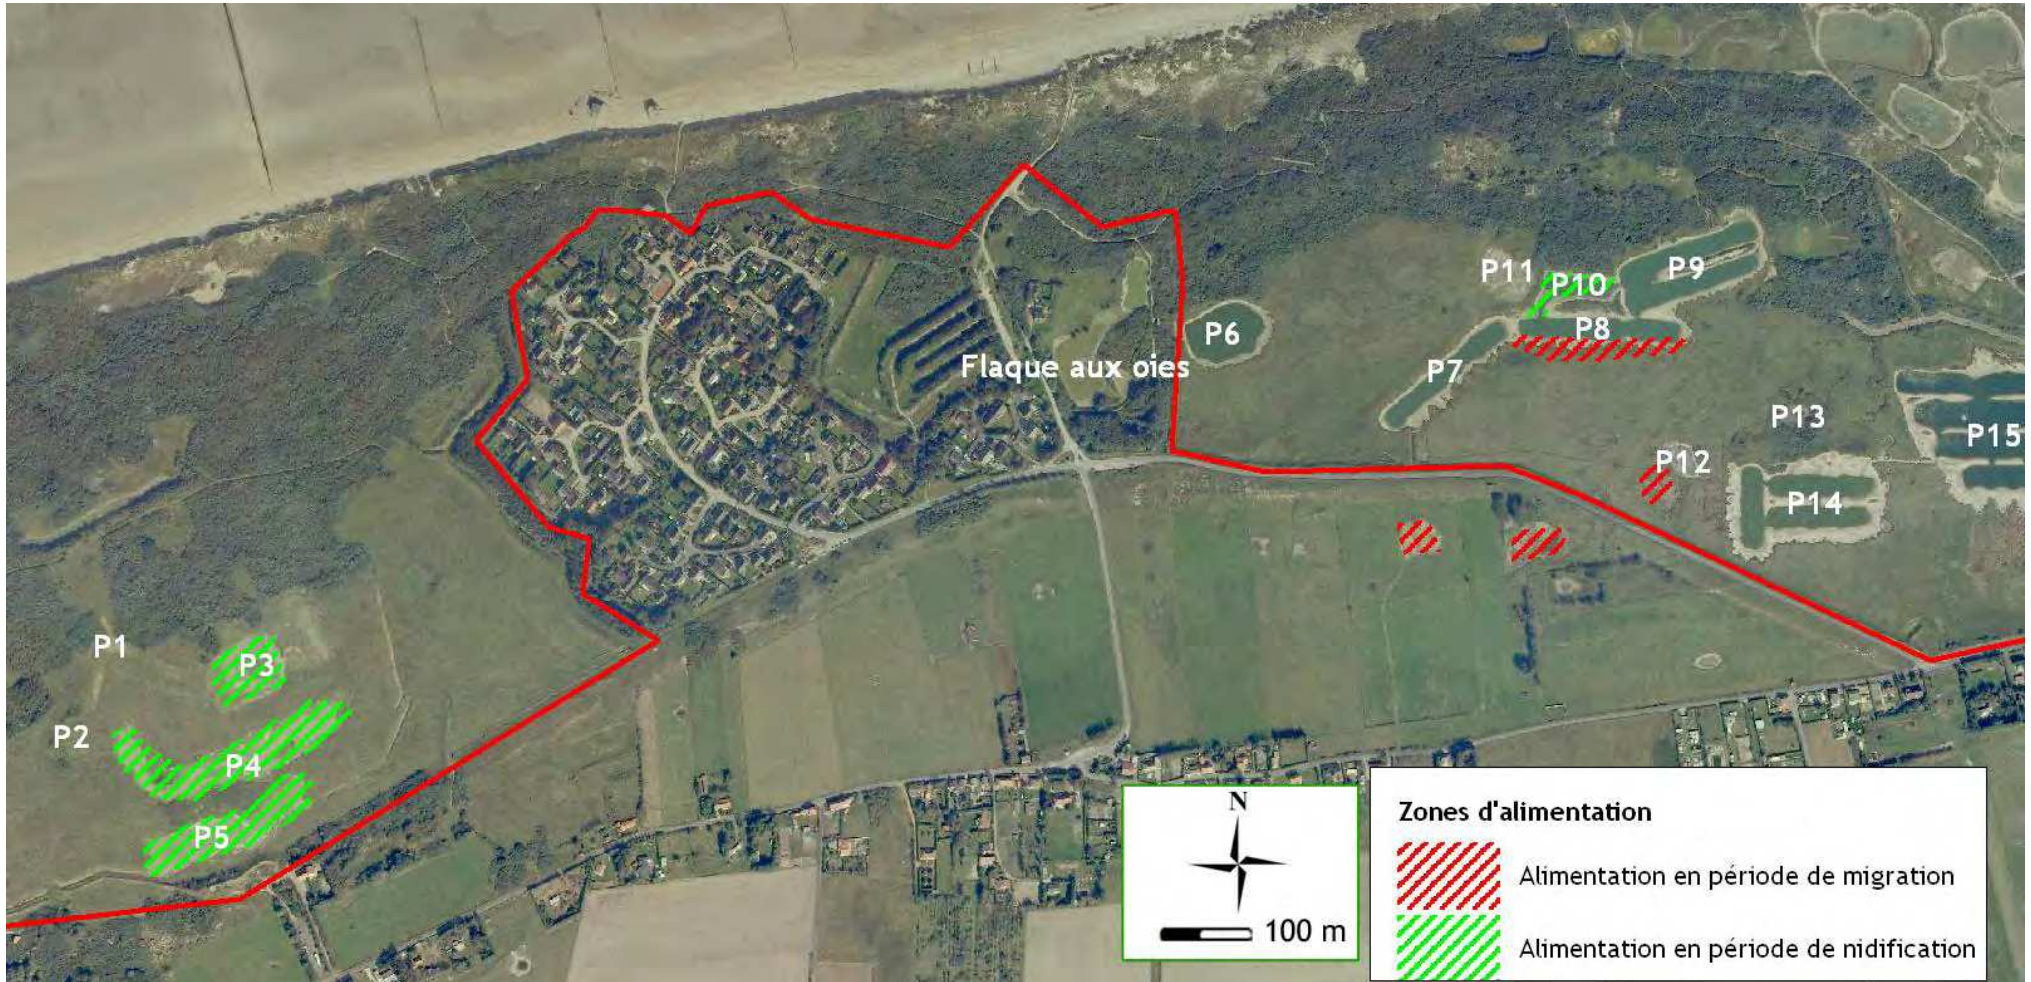 P11
P10
P9
P6
P8
Flaque aux oies
P7
P13
P15
P12
P14
P1
P3
P2
P4
P5
N
100 m
Zones d'alimentation
Alimentation en période de migration
Alimentation en période de nidification